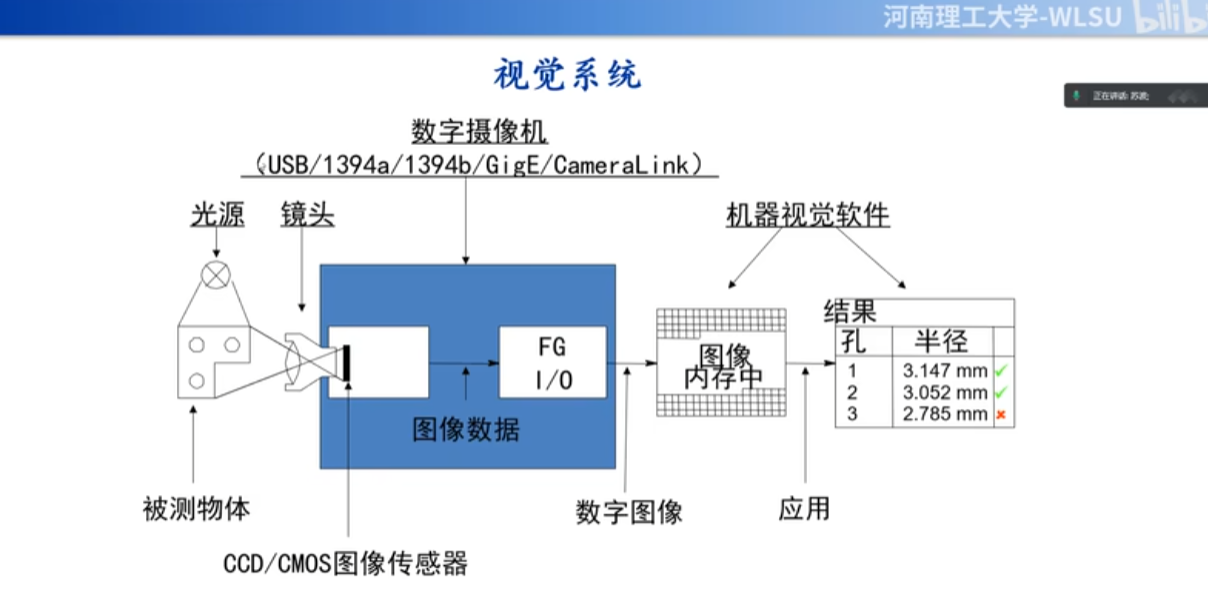 河南理工大学-WLSU bilibi
视觉系统
正在讲话: 苏波;
数字摄像机
（USB/1394a/1394b/GigE/CameraLink）
光源
镜头
机器视觉软件
FG
I/O
图像数据
图像
内存中
结果
孔 半径
1 3.147 mm ✓
2 3.052 mm ✓
3 2.785 mm ×
被测物体
数字图像
应用
CCD/CMOS图像传感器